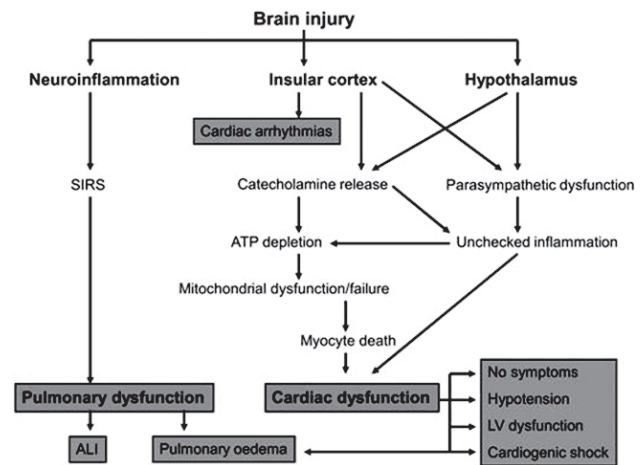 Brain injury
Neuroinflammation
Insular cortex
Hypothalamus
Cardiac arrhythmias
SIRS
Catecholamine release
Parasympathetic dysfunction
ATP depletion
Unchecked inflammation
Mitochondrial dysfunction/failure
Myocyte death
Pulmonary dysfunction
Cardiac dysfunction
No symptoms
Hypotension
LV dysfunction
Cardiogenic shock
ALI
Pulmonary oedema